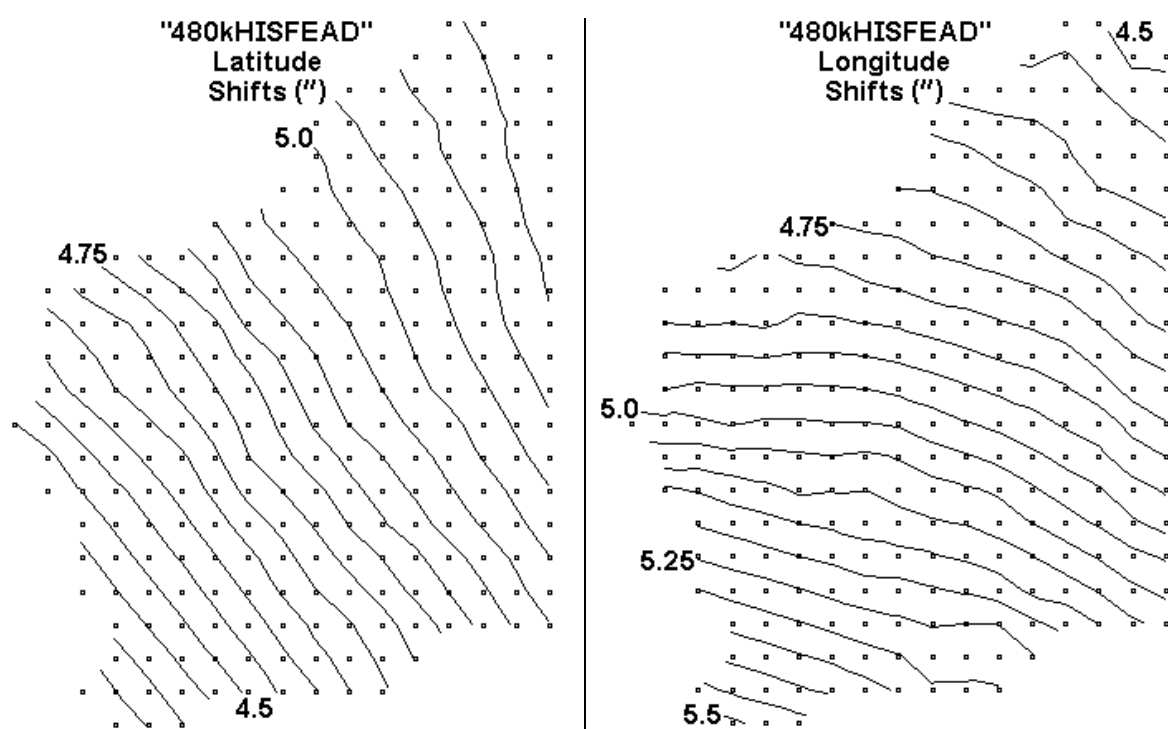 "480kHISFEAD"
Latitude
Shifts (")
5.0
4.75
4.5
"480kHISFEAD"
Longitude
Shifts (")
4.5
4.75
5.0
5.25
5.5